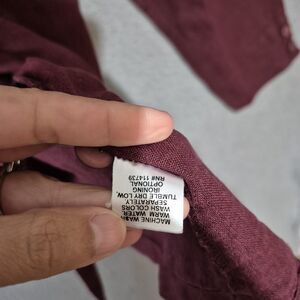 MACHINE WASH
WARM WATER,
WASH COLORS
SEPARATELY.
TUMBLE DRY LOW,
IRONING
OPTIONAL
RN# 114739